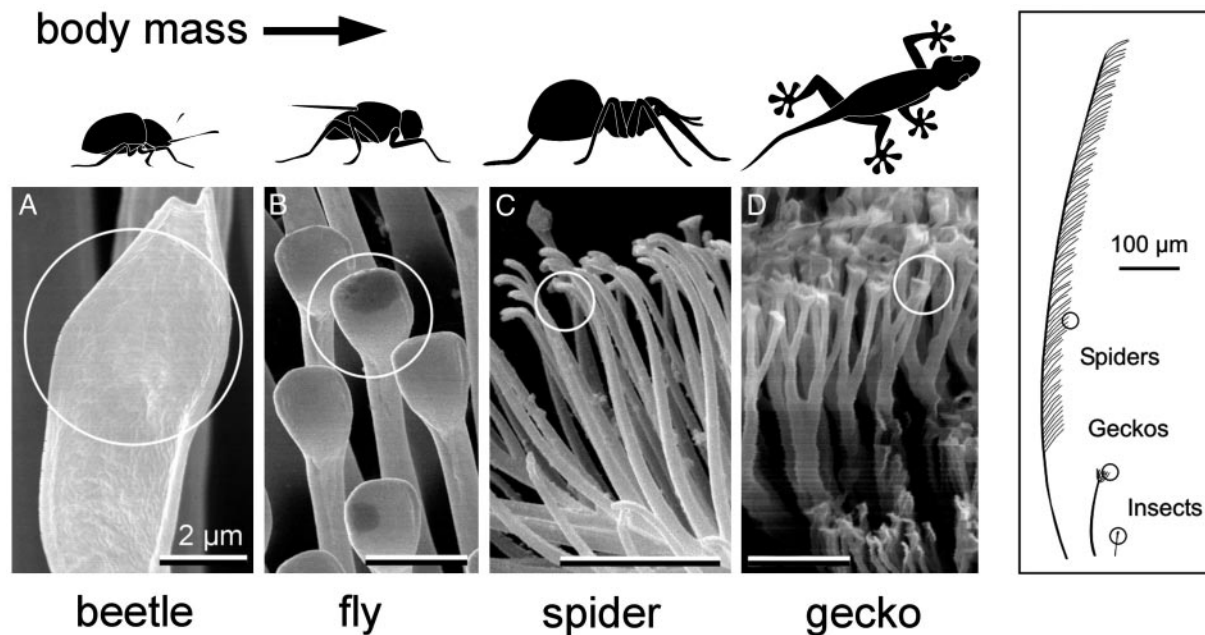 body mass
A
B
C
D
2 µm
beetle
fly
spider
gecko
100 µm
Spiders
Geckos
Insects